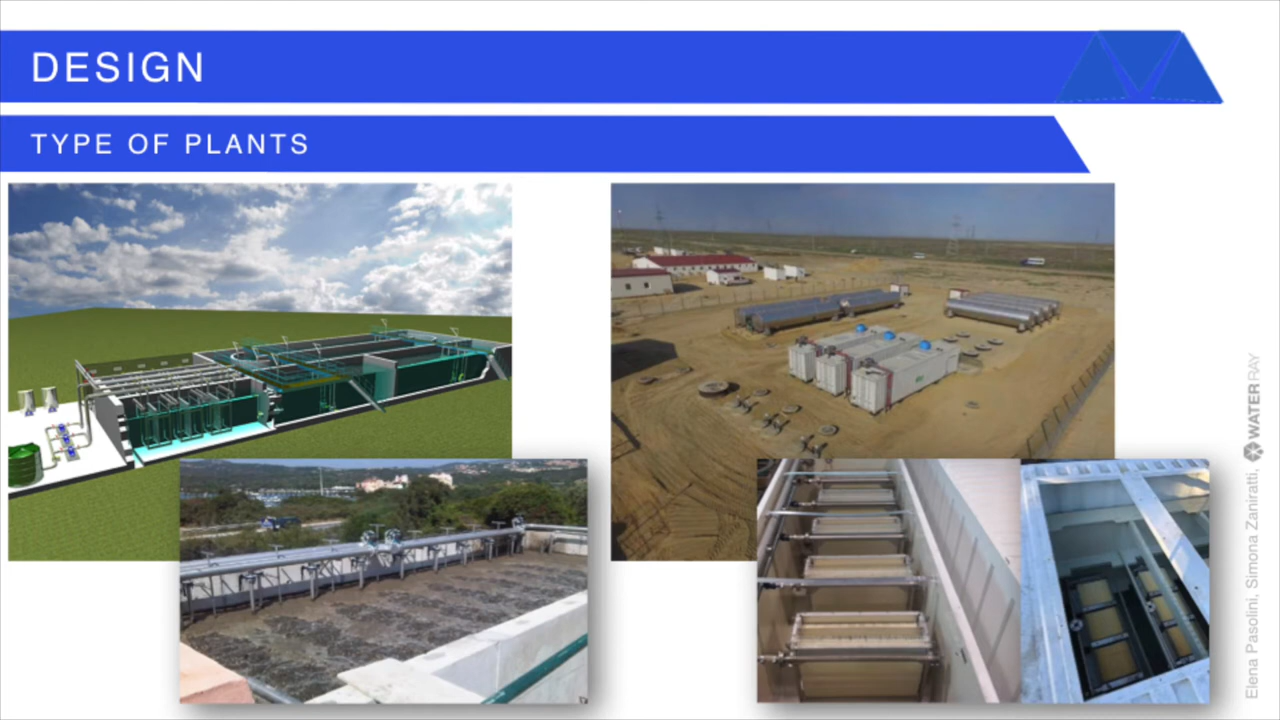 DESIGN
TYPE OF PLANTS
Elena Pasolini, Simona Zaniratti, WATER RAY